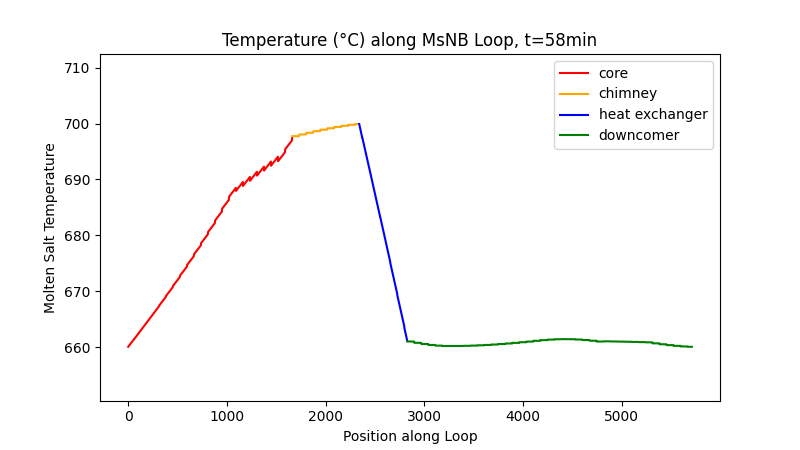 Temperature (°C) along MsNB Loop, t=58min
710
700
690
680
670
660
Molten Salt Temperature
0
1000
2000
3000
4000
5000
Position along Loop
core
chimney
heat exchanger
downcomer